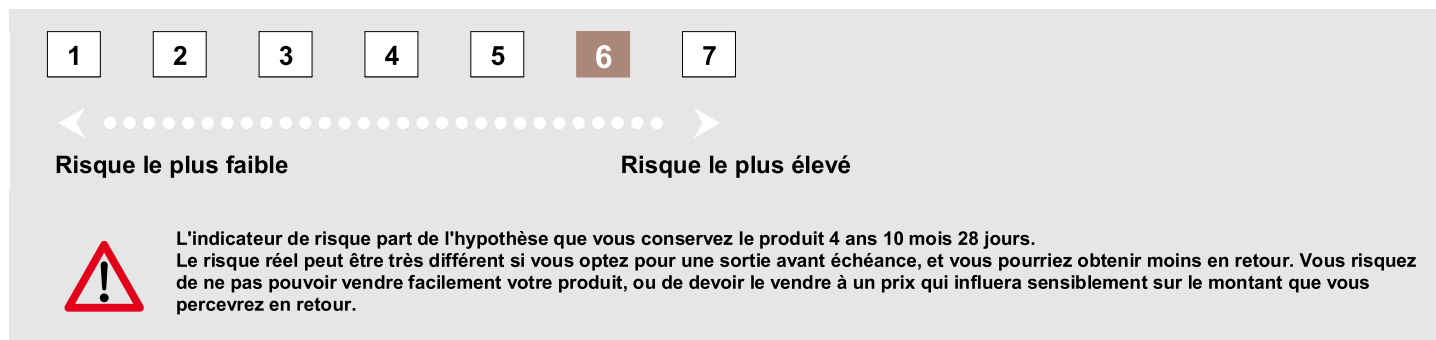 1 2 3 4 5 6 7
Risque le plus faible Risque le plus élevé
L'indicateur de risque part de l'hypothèse que vous conservez le produit 4 ans 10 mois 28 jours.
Le risque réel peut être très différent si vous optez pour une sortie avant échéance, et vous pourriez obtenir moins en retour. Vous risquez
de ne pas pouvoir vendre facilement votre produit, ou de devoir le vendre à un prix qui influera sensiblement sur le montant que vous
percevrez en retour.